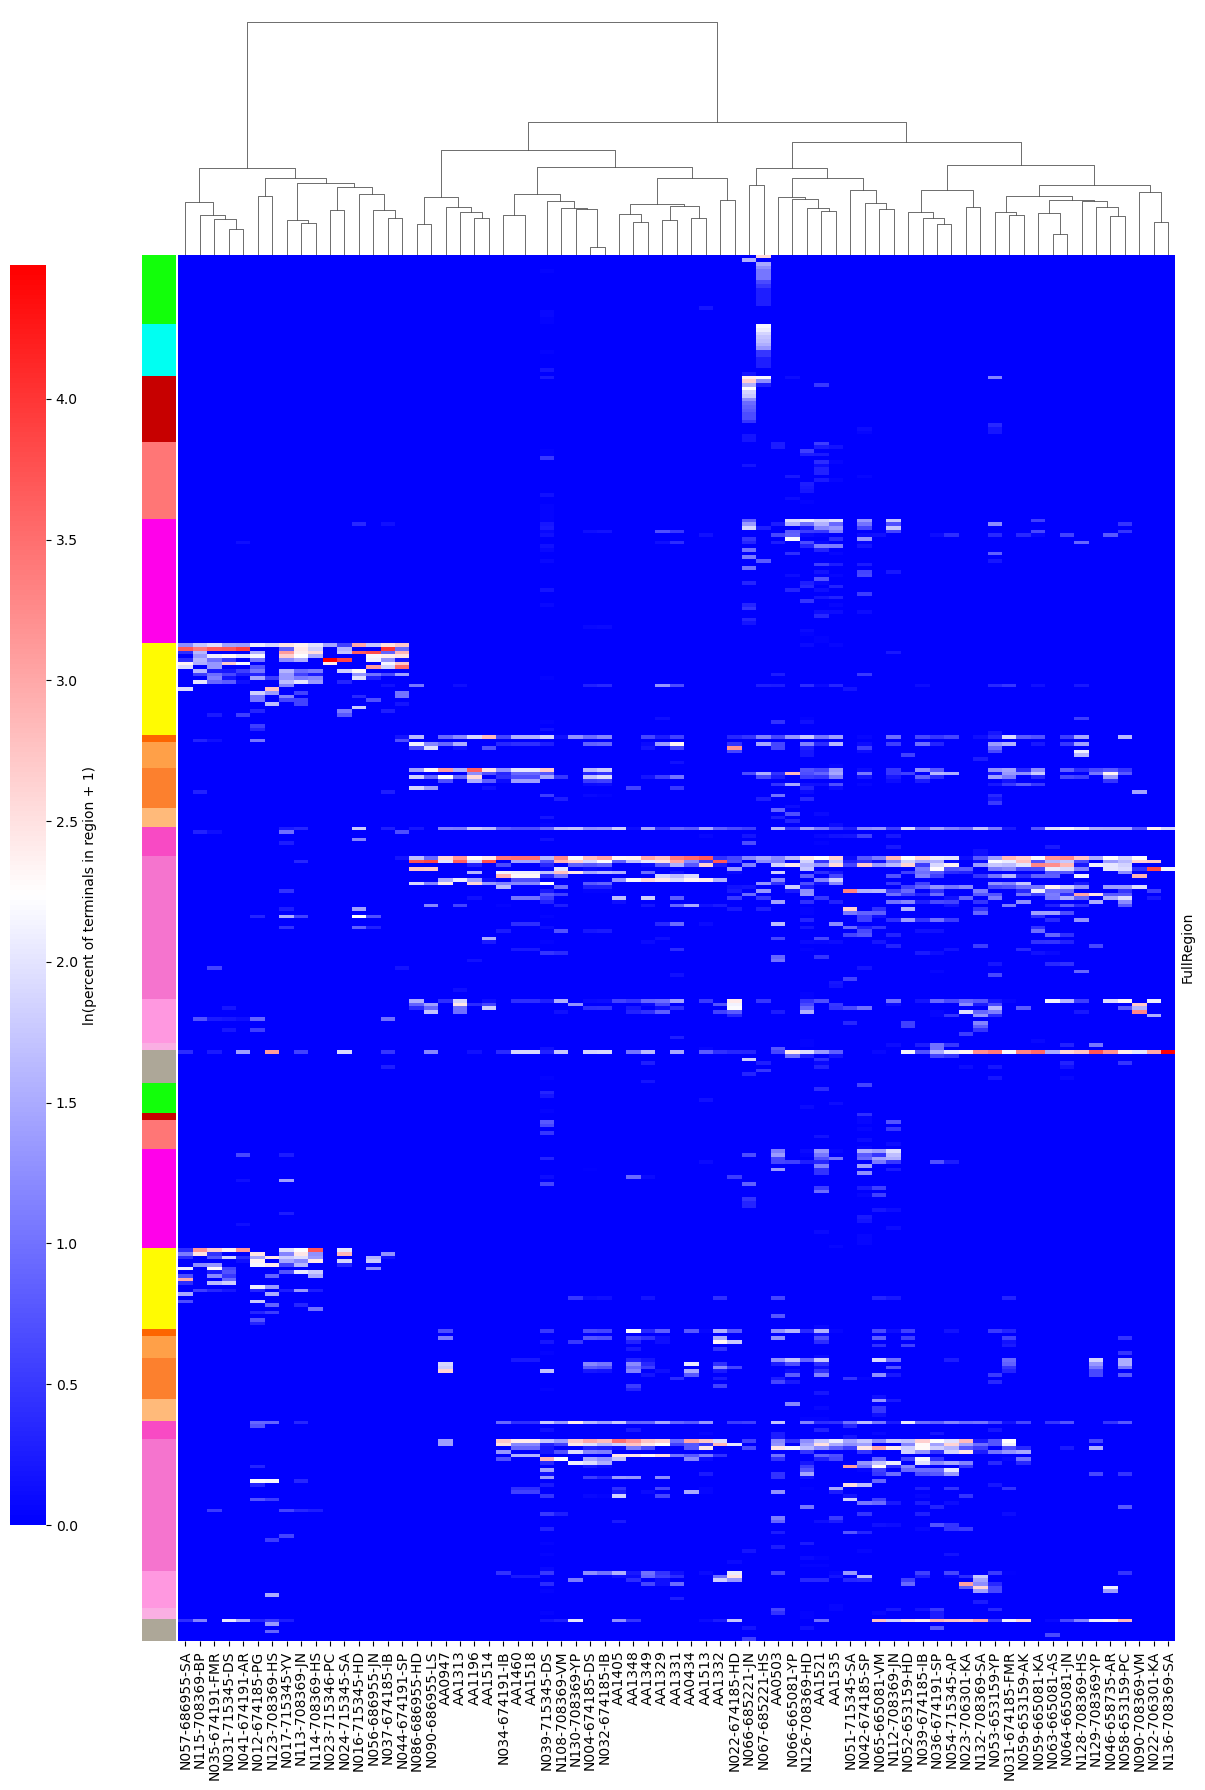 4.0
3.5
3.0
2.5
2.0
1.5
1.0
0.5
0.0
ln(percent of terminals in region + 1)
FullRegion
N057-686955-SA
N115-708369-BP
N035-674191-FMR
N031-715345-DS
N041-674191-AR
N012-674185-PG
N123-708369-HS
N017-715345-YV
N113-708369-JN
N114-708369-HS
N023-715346-PC
N024-715345-SA
N016-715345-HD
N056-686955-JN
N037-674185-IB
N044-674191-SP
N086-686955-HD
N090-686955-LS
AA0947
AA1313
AA1196
AA1514
N034-674191-IB
AA1460
AA1518
N039-715345-DS
N108-708369-VM
N130-708369-YP
N004-674185-DS
N032-674185-IB
AA1405
AA1348
AA1349
AA1329
AA1331
AA0434
AA1513
AA1332
N022-674185-HD
N066-685221-JN
N067-685221-HS
AA0503
N066-665081-YP
N126-708369-HD
AA1521
AA1535
N051-715345-SA
N042-674185-SP
N065-665081-VM
N112-708369-JN
N052-653159-HD
N039-674185-IB
N036-674191-SP
N054-715345-AP
N023-706301-KA
N132-708369-SA
N053-653159-YP
N031-674185-FMR
N059-653159-AK
N059-665081-KA
N063-665081-AS
N064-665081-JN
N128-708369-HS
N129-708369-YP
N046-658735-AR
N058-653159-PC
N090-708369-VM
N022-706301-KA
N136-708369-SA